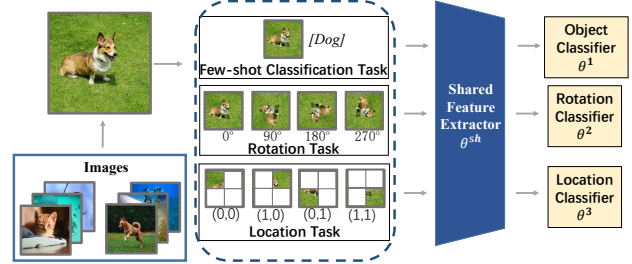 [Dog]
Few-shot Classification Task
0° 90° 180° 270°
Rotation Task
(0,0) (1,0) (0,1) (1,1)
Location Task
Images
Shared
Feature
Extractor
θ^sh
Object
Classifier
θ^1
Rotation
Classifier
θ^2
Location
Classifier
θ^3